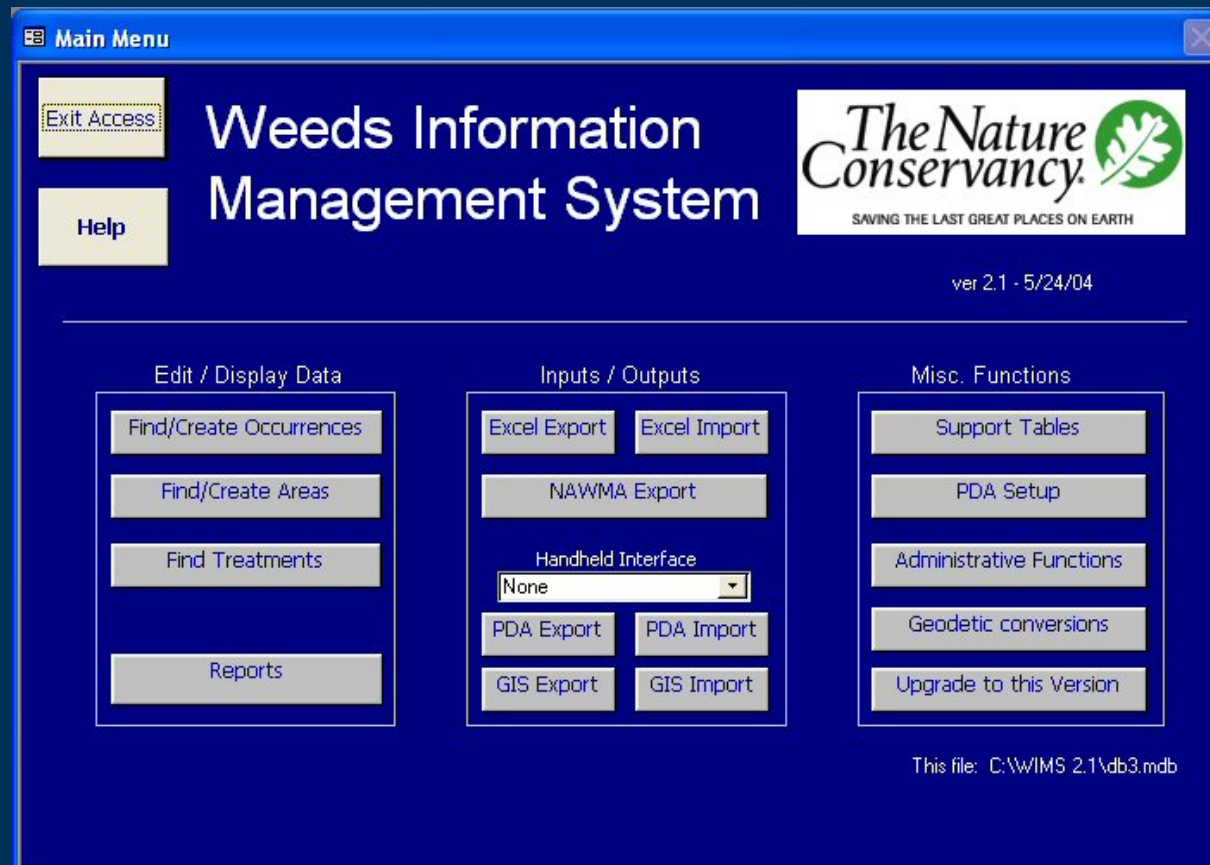 Main Menu
Exit Access
Help
Weeds Information
Management System
The Nature
Conservancy.
SAVING THE LAST GREAT PLACES ON EARTH
ver 2.1 - 5/24/04
Edit / Display Data
Find/Create Occurrences
Find/Create Areas
Find Treatments
Reports
Inputs / Outputs
Excel Export
Excel Import
NAWMA Export
Handheld Interface
None
PDA Export
PDA Import
GIS Export
GIS Import
Misc. Functions
Support Tables
PDA Setup
Administrative Functions
Geodetic conversions
Upgrade to this Version
This file:  C:\WIMS 2.1\db3.mdb